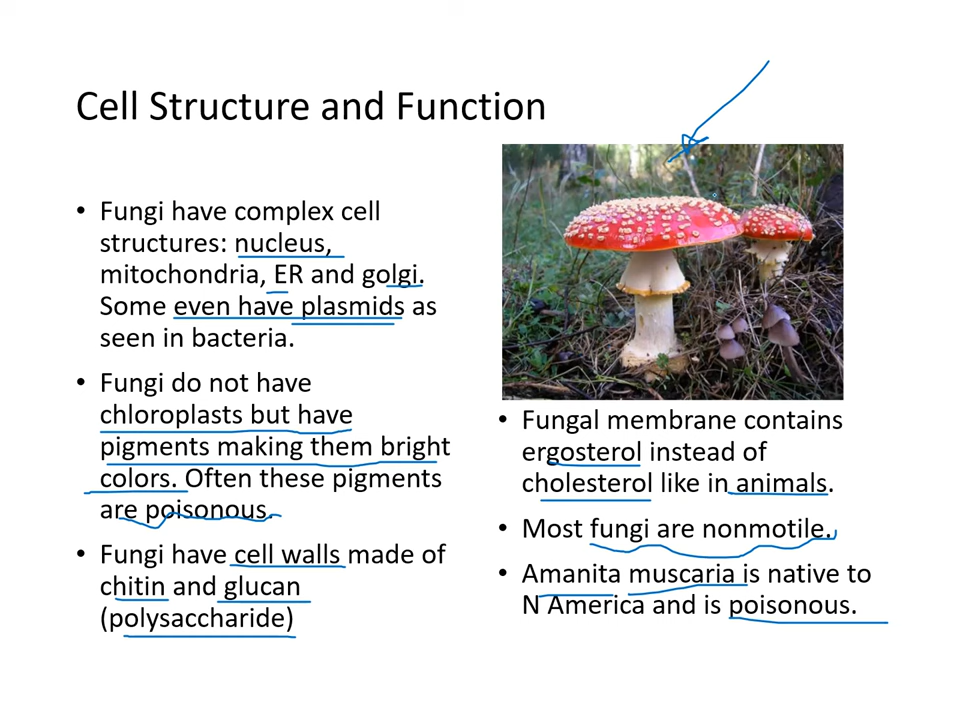 Cell Structure and Function
• Fungi have complex cell
structures: nucleus,
mitochondria, ER and golgi.
Some even have plasmids as
seen in bacteria.
• Fungi do not have
chloroplasts but have
pigments making them bright
colors. Often these pigments
are poisonous.
• Fungi have cell walls made of
chitin and glucan
(polysaccharide)
• Fungal membrane contains
ergosterol instead of
cholesterol like in animals.
• Most fungi are nonmotile.
• Amanita muscaria is native to
N America and is poisonous.